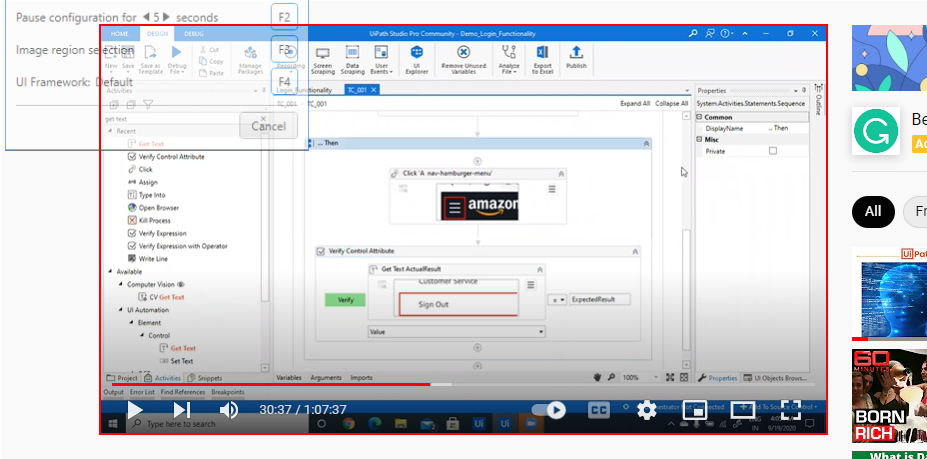 Pause configuration for 5 seconds
F2
Image region selection
F3
UI Framework: Default
F4
Cancel
HOME DESIGN DEBUG
UiPath Studio Pro Community - Demo_Login_Functionality
New Save Save as Template Debug File
Cut
Copy
Paste
Manage Packages
Recording
Screen Scraping
Data Scraping
User Events
UI Explorer
Remove Unused Variables
Analyze File
Export to Excel
Publish
Activities
Login_Functionality TC_001
TC_001 TC_001
Expand All Collapse All
Properties
System.Activities.Statements.Sequence
Common
DisplayName .. Then
Misc
Private
Outline
get text
Recent
Get Text
Verify Control Attribute
Click
Assign
Type Into
Open Browser
Kill Process
Verify Expression
Verify Expression with Operator
Write Line
Available
Computer Vision
CV Get Text
UI Automation
Element
Control
Get Text
Set Text
... Then
Click 'A nav-hamburger-menu'
amazon
Verify Control Attribute
Get Text ActualResult
Customer Service
Sign Out
Verify
= ExpectedResult
Value
Project Activities Snippets
Variables Arguments Imports
100%
Properties UI Objects Brows...
Output Error List Find References Breakpoints
Add To Source Control
30:37 / 1:07:37
CC
Type here to search
IN
9/19/2020
Be
All
UiPat
60
MINUTES
BORN
RICH
What is Da